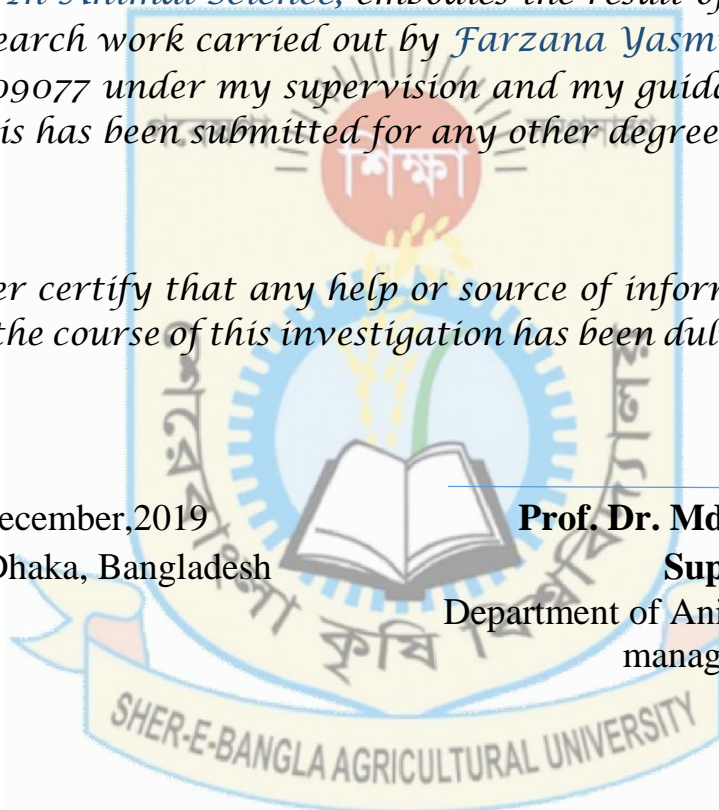 In Animal Science, embodies the result of
earch work carried out by Farzana Yasmi
09077 under my supervision and my guida
is has been submitted for any other degree
শিক্ষা
er certify that any help or source of inform
the course of this investigation has been dul
ecember,2019
Prof. Dr. Md
Dhaka, Bangladesh
Sup
Department of Ani
manag
শেরেবাংলা কৃষি বিশ্ববিদ্যালয়
SHER-E-BANGLA AGRICULTURAL UNIVERSITY